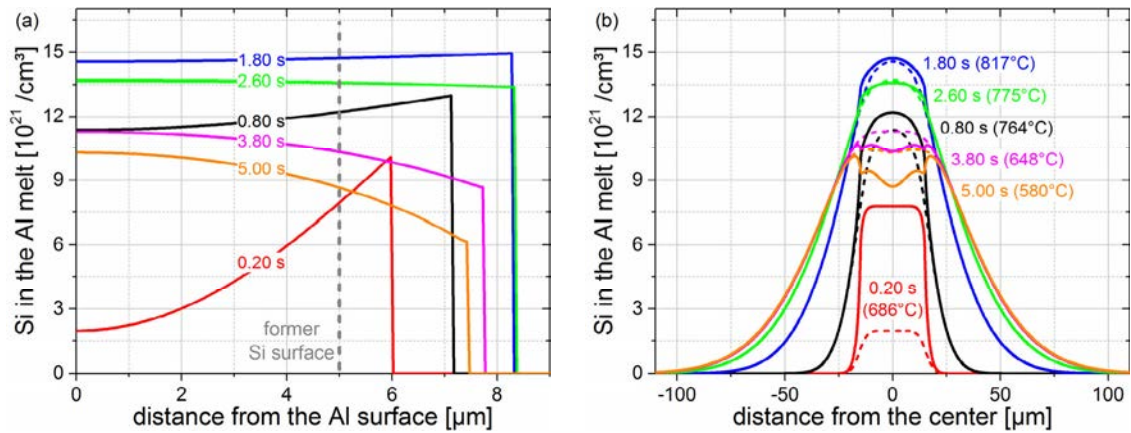 (a)
15
12
9
6
3
0
Si in the Al melt [10²¹ /cm³]
1.80 s
2.60 s
0.80 s
3.80 s
5.00 s
0.20 s
former
Si surface
0 2 4 6 8
distance from the Al surface [µm]
(b)
15
12
9
6
3
0
Si in the Al melt [10²¹ /cm³]
1.80 s (817°C)
2.60 s (775°C)
0.80 s (764°C)
3.80 s (648°C)
5.00 s (580°C)
0.20 s
(686°C)
-100 -50 0 50 100
distance from the center [µm]